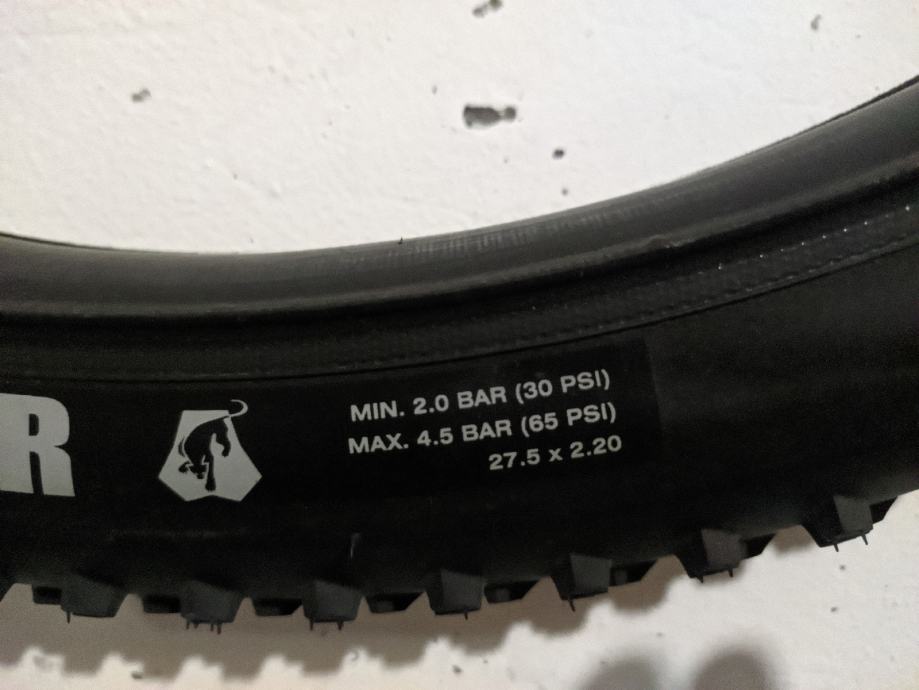 R
MIN. 2.0 BAR (30 PSI)
MAX. 4.5 BAR (65 PSI)
27.5 x 2.20